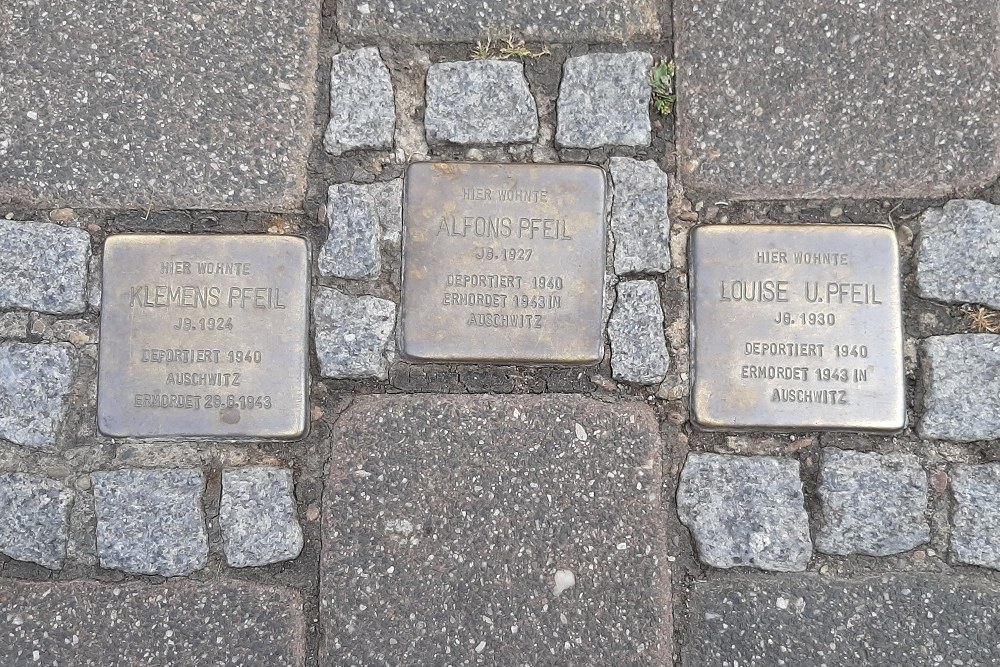 HIER WOHNTE
KLEMENS PFEIL
JG. 1924
DEPORTIERT 1940
AUSCHWITZ
ERMORDET 28.6.1943
HIER WOHNTE
ALFONS PFEIL
JG. 1927
DEPORTIERT 1940
ERMORDET 1943 IN
AUSCHWITZ
HIER WOHNTE
LOUISE U. PFEIL
JG. 1930
DEPORTIERT 1940
ERMORDET 1943 IN
AUSCHWITZ